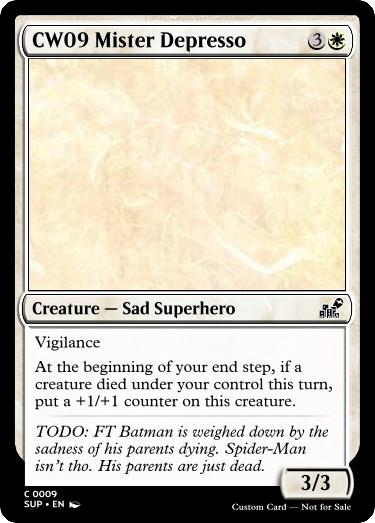 CW09 Mister Depresso 3
Creature — Sad Superhero
Vigilance
At the beginning of your end step, if a
creature died under your control this turn,
put a +1/+1 counter on this creature.
TODO: FT Batman is weighed down by the
sadness of his parents dying. Spider-Man
isn't tho. His parents are just dead.
3/3
C 0009
SUP • EN
Custom Card — Not for Sale